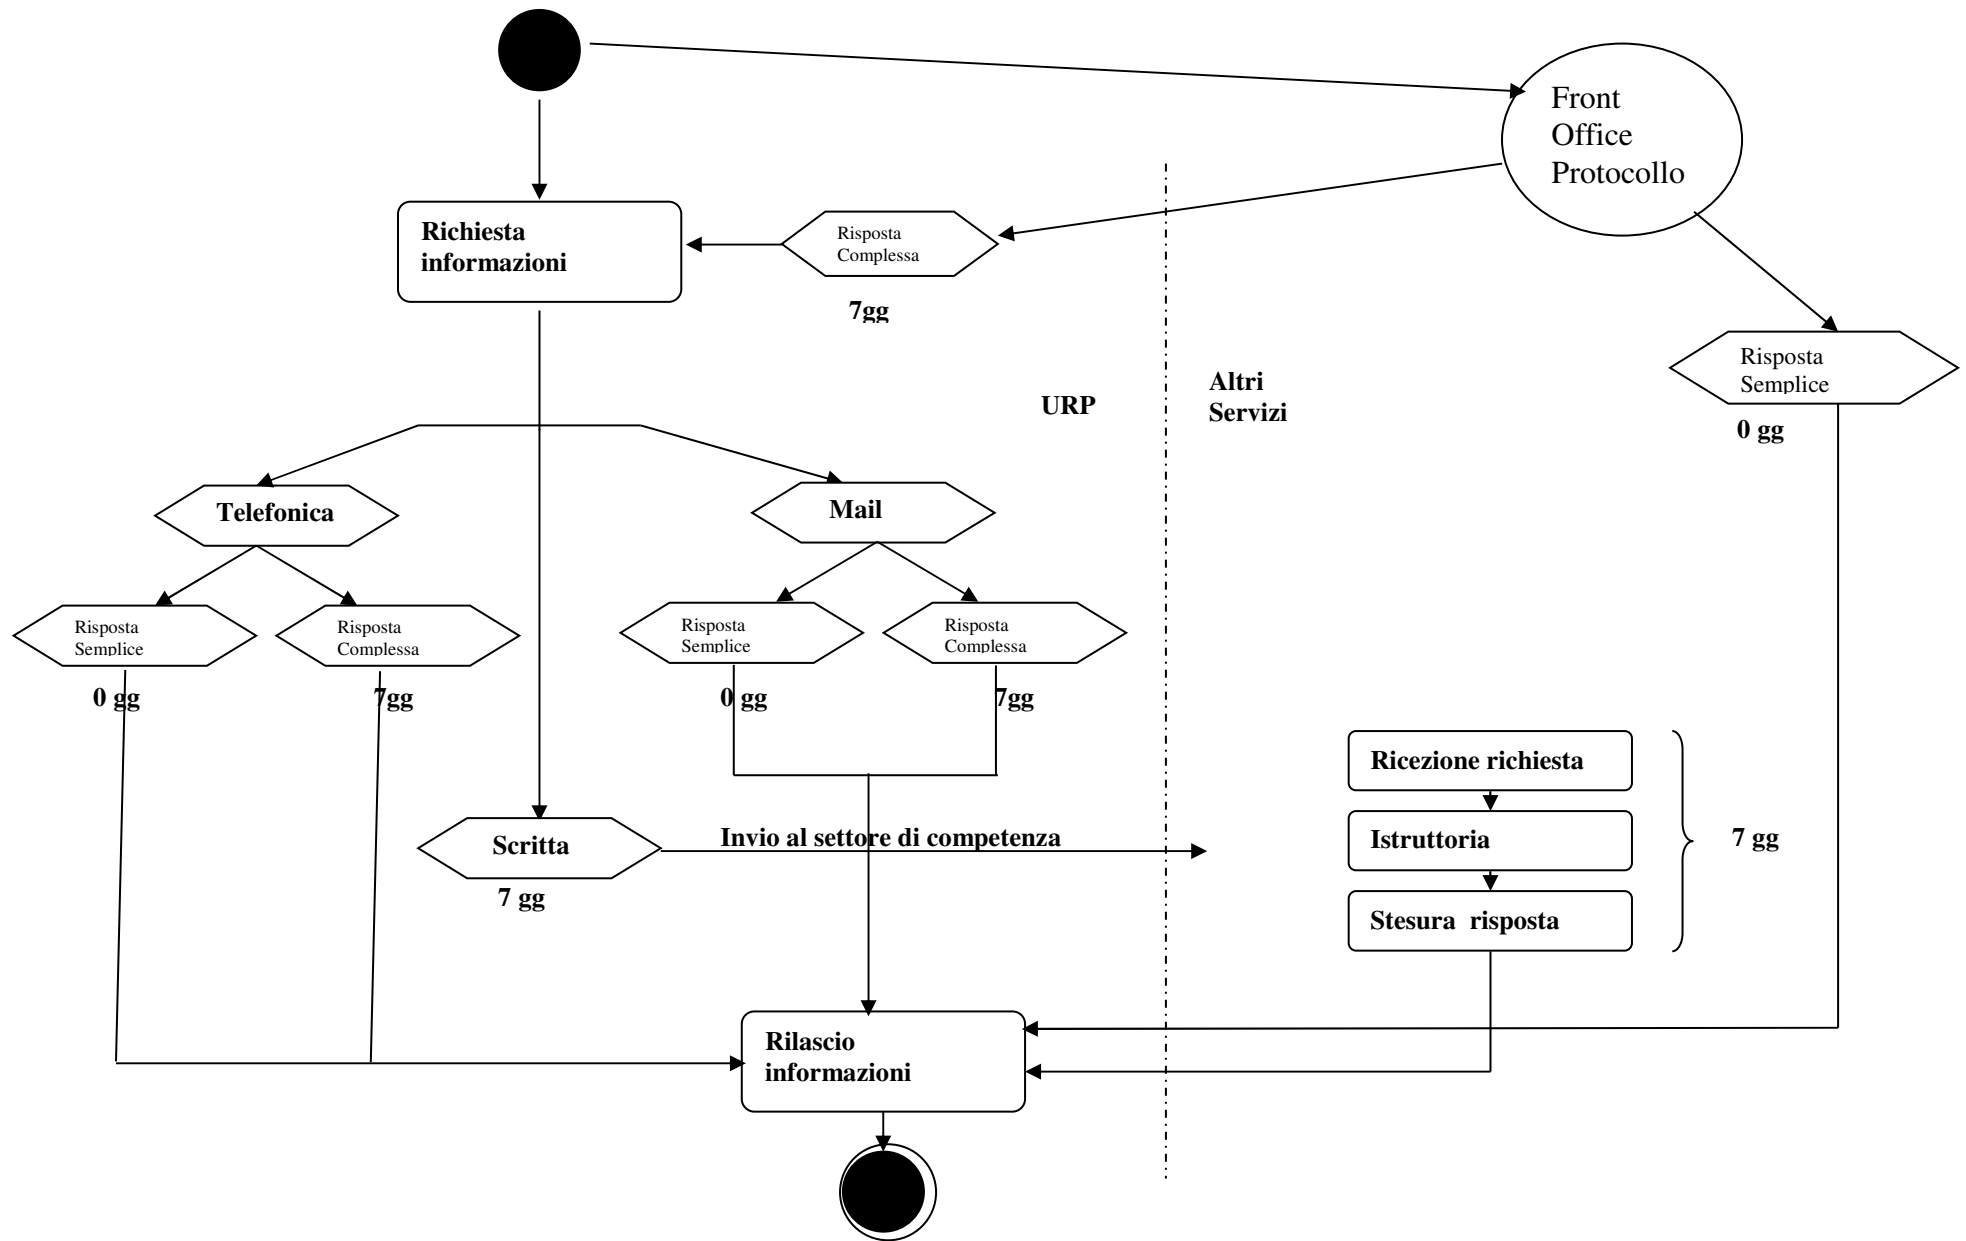 Front
Office
Protocollo
Richiesta
informazioni
Risposta
Complessa
7gg
Risposta
Semplice
0 gg
URP
Altri
Servizi
Telefonica
Mail
Risposta
Semplice
0 gg
Risposta
Complessa
7gg
Risposta
Semplice
0 gg
Risposta
Complessa
7gg
Ricezione richiesta
Istruttoria
Stesura risposta
7 gg
Scritta
7 gg
Invio al settore di competenza
Rilascio
informazioni